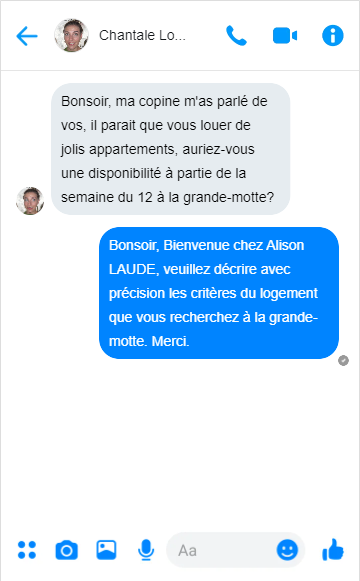 Chantale Lo...
Bonsoir, ma copine m'as parlé de
vos, il parait que vous louer de
jolis appartements, auriez-vous
une disponibilité à partie de la
semaine du 12 à la grande-motte?
Bonsoir, Bienvenue chez Alison
LAUDE, veuillez décrire avec
précision les critères du logement
que vous recherchez à la grande-
motte. Merci.
Aa